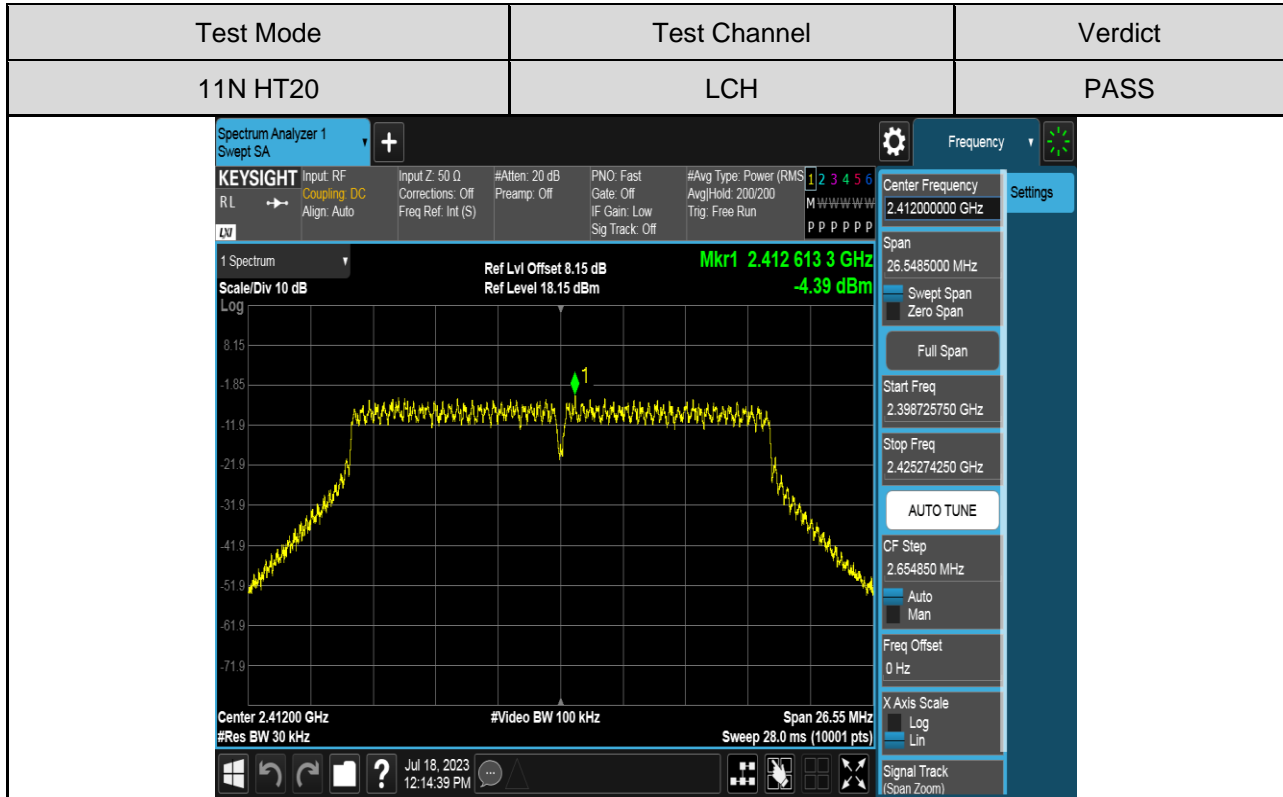 Test Mode Test Channel Verdict
11N HT20 LCH PASS
Spectrum Analyzer 1
Swept SA
+
Frequency
KEYSIGHT
RL
LXI
Input: RF
Coupling: DC
Align: Auto
Input Z: 50 Ω
Corrections: Off
Freq Ref: Int (S)
#Atten: 20 dB
Preamp: Off
PNO: Fast
Gate: Off
IF Gain: Low
Sig Track: Off
#Avg Type: Power (RMS
Avg|Hold: 200/200
Trig: Free Run
1 2 3 4 5 6
M W W W W W
P P P P P P
1 Spectrum
Scale/Div 10 dB
Ref Lvl Offset 8.15 dB
Ref Level 18.15 dBm
Mkr1 2.412 613 3 GHz
-4.39 dBm
Log
8.15
-1.85
-11.9
-21.9
-31.9
-41.9
-51.9
-61.9
-71.9
1
Center 2.41200 GHz
#Res BW 30 kHz
#Video BW 100 kHz
Span 26.55 MHz
Sweep 28.0 ms (10001 pts)
Center Frequency
2.412000000 GHz
Settings
Span
26.5485000 MHz
Swept Span
Zero Span
Full Span
Start Freq
2.398725750 GHz
Stop Freq
2.425274250 GHz
AUTO TUNE
CF Step
2.654850 MHz
Auto
Man
Freq Offset
0 Hz
X Axis Scale
Log
Lin
Signal Track
(Span Zoom)
?
Jul 18, 2023
12:14:39 PM